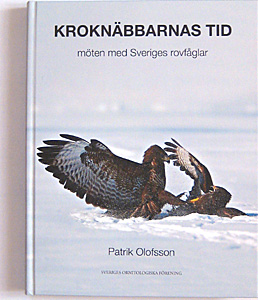 KROKNÄBBARNAS TID
möten med Sveriges rovfåglar
Patrik Olofsson
SVERIGES ORNITOLOGISKA FÖRENING